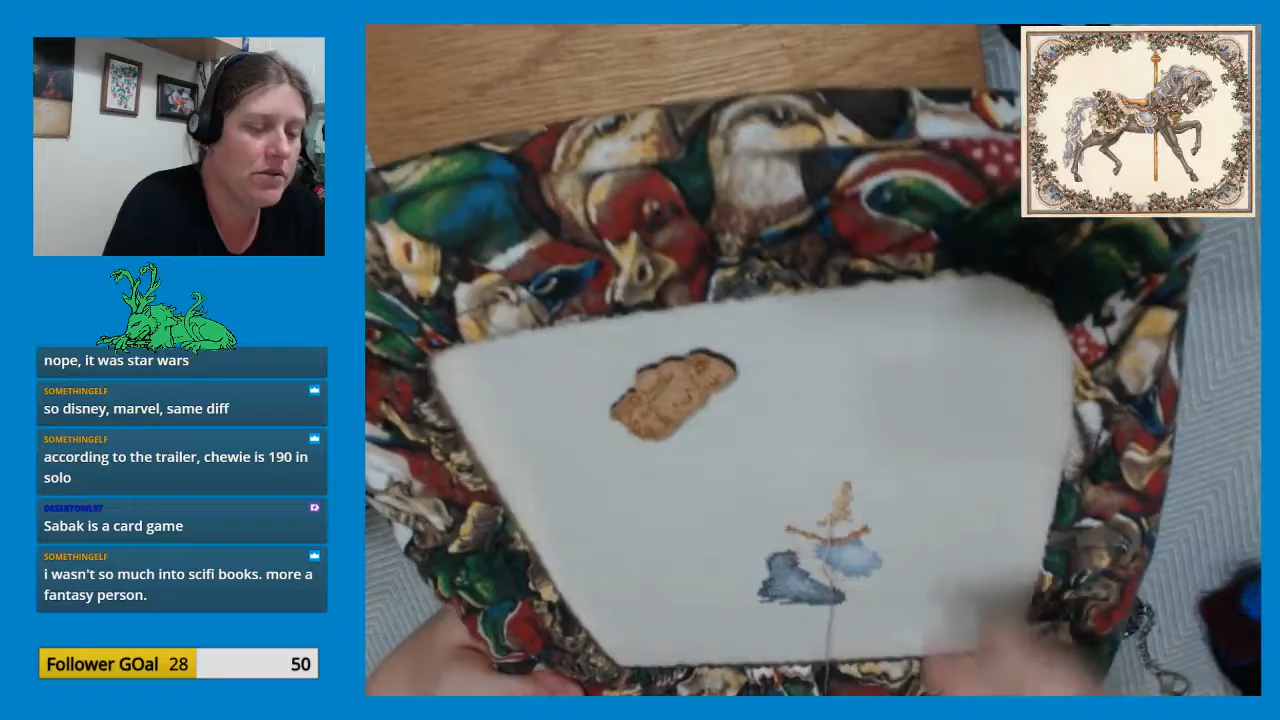 nope, it was star wars
SOMETHINGELF
so disney, marvel, same diff
SOMETHINGELF
according to the trailer, chewie is 190 in
solo
DESERTOWL97
Sabak is a card game
SOMETHINGELF
i wasn't so much into scifi books. more a
fantasy person.
Follower GOal 28 50